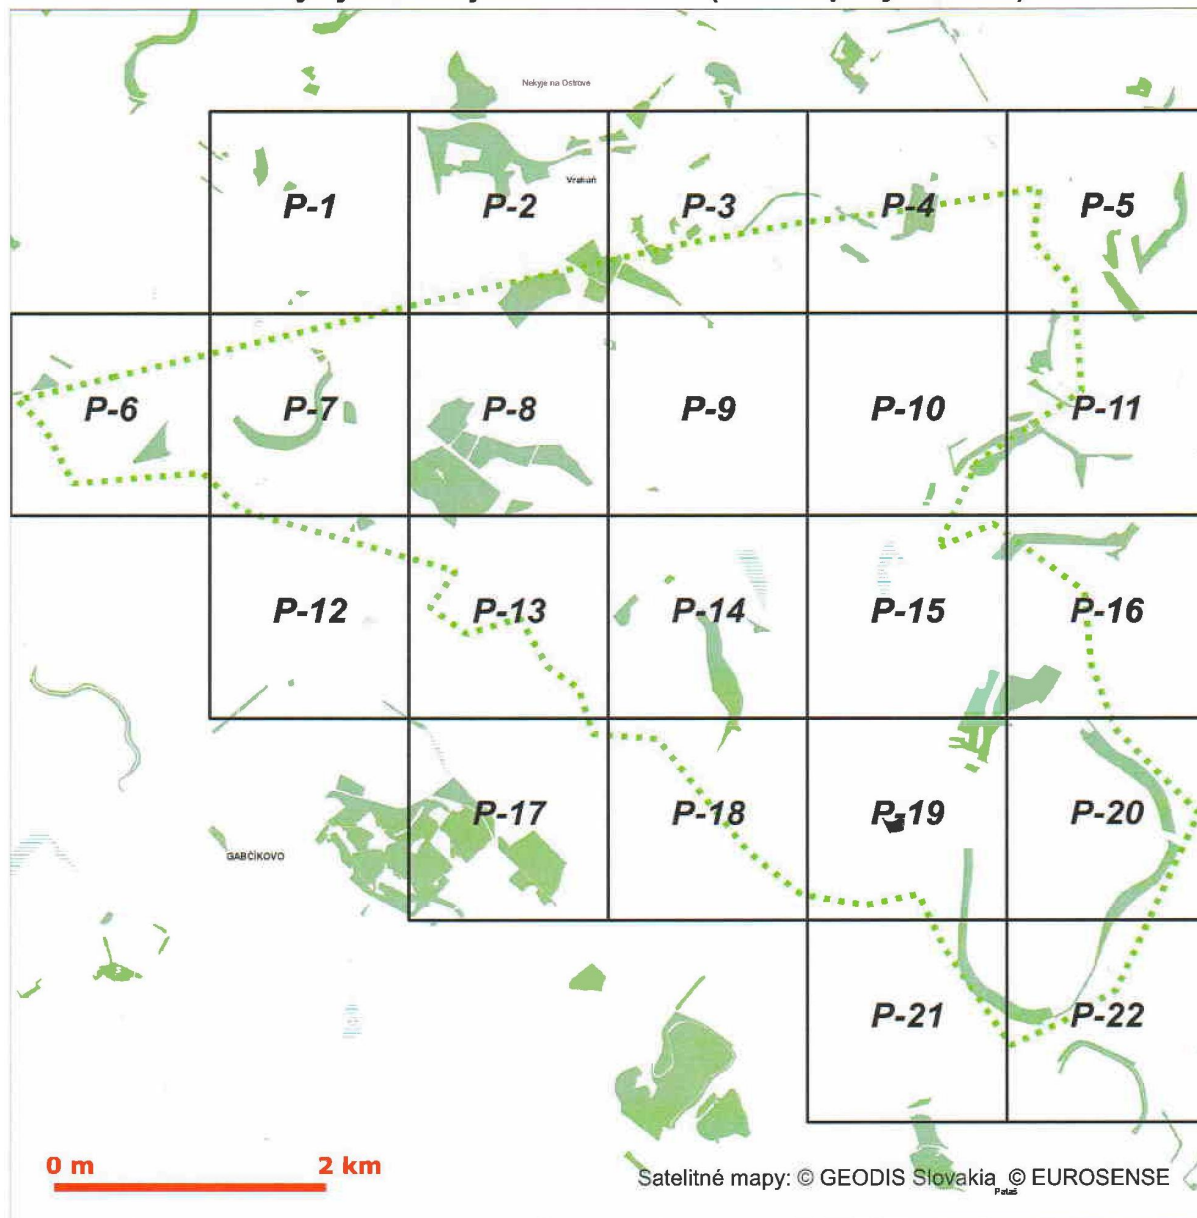 Nekyje na Ostrove
Vrakúň
P-1 P-2 P-3 P-4 P-5
P-6 P-7 P-8 P-9 P-10 P-11
P-12 P-13 P-14 P-15 P-16
P-17 P-18 P-19 P-20
GABČÍKOVO
P-21 P-22
0 m 2 km
Satelitné mapy: © GEODIS Slovakia © EUROSENSE
Pataš